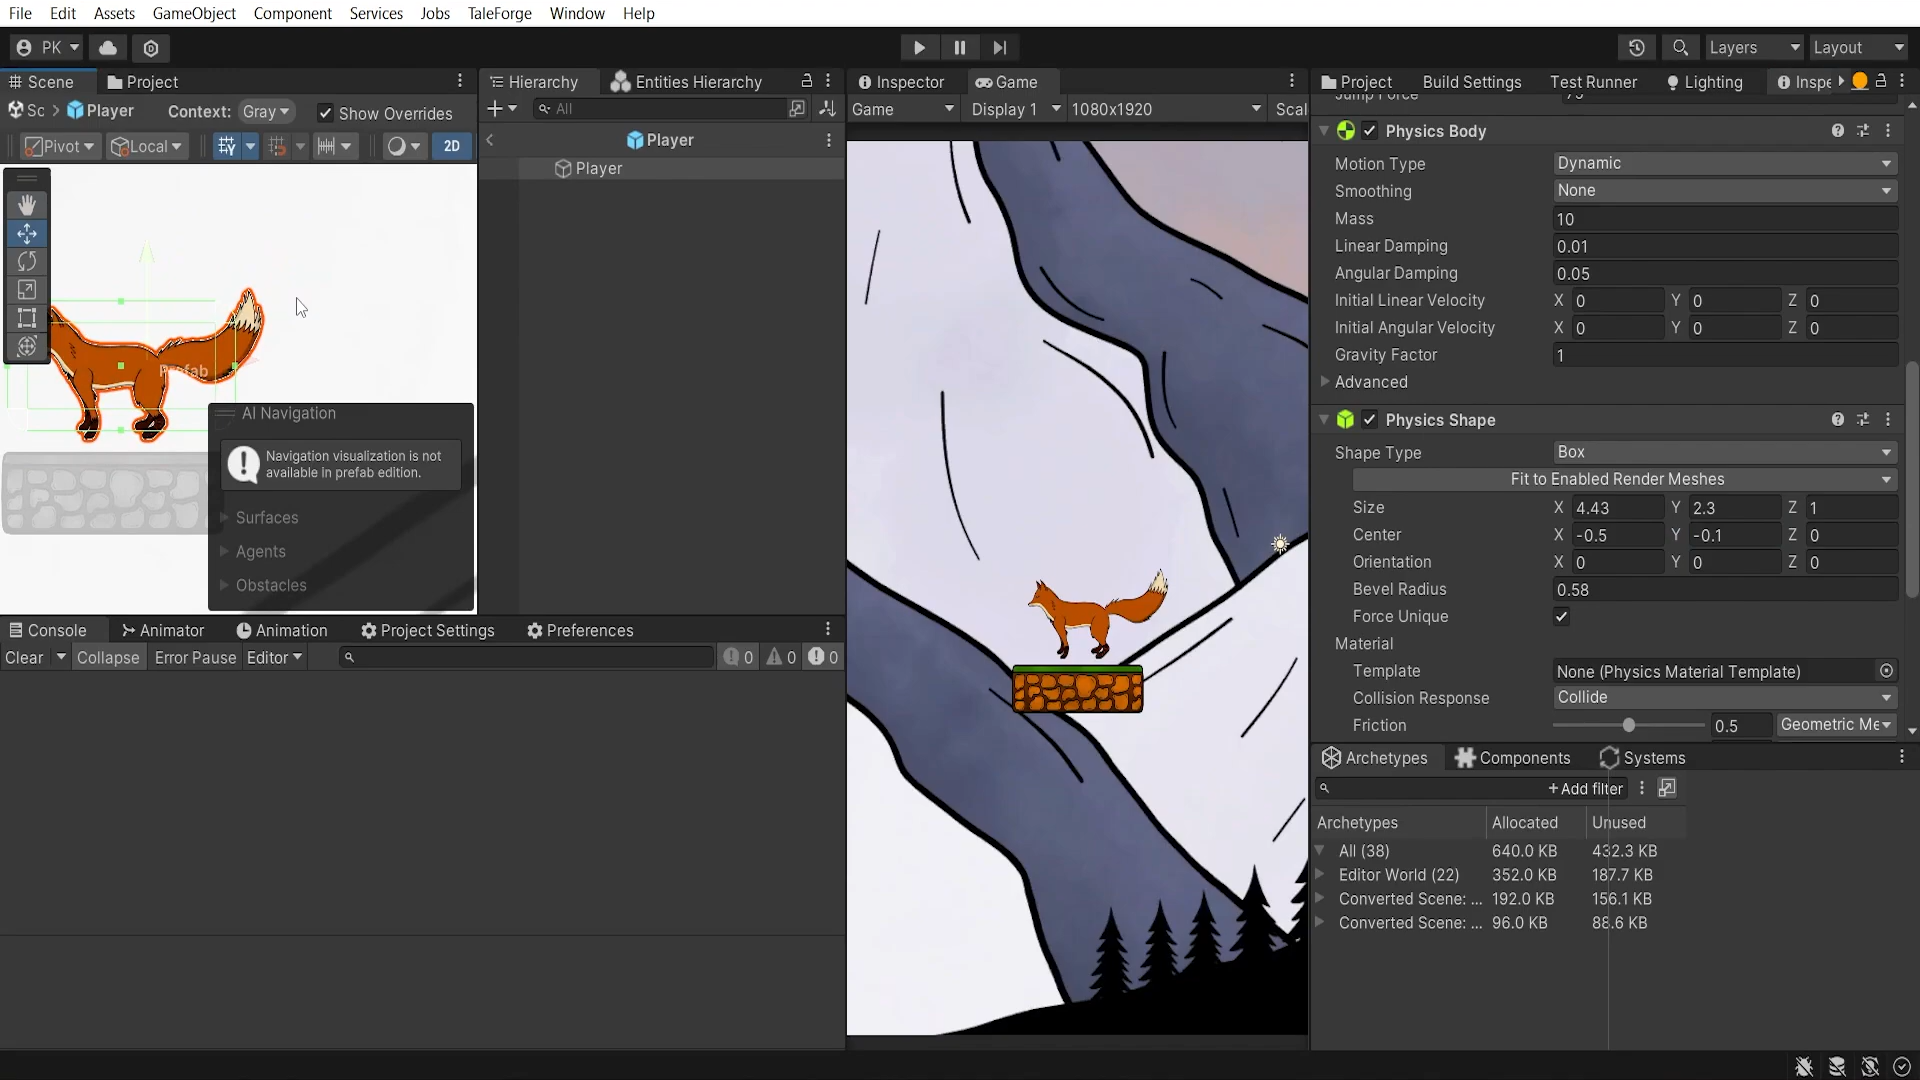 File Edit Assets GameObject Component Services Jobs TaleForge Window Help
PK Layers Layout
Scene Project
Hierarchy Entities Hierarchy
Inspector Game
Project Build Settings Test Runner Lighting Inspe
Sc > Player Context: Gray Show Overrides
All
Game Display 1 1080x1920 Scal
Pivot Local 2D
Player
Player
Prefab
AI Navigation
Navigation visualization is not
available in prefab edition.
Surfaces
Agents
Obstacles
Jump Force 75
Physics Body
Motion Type Dynamic
Smoothing None
Mass 10
Linear Damping 0.01
Angular Damping 0.05
Initial Linear Velocity X 0 Y 0 Z 0
Initial Angular Velocity X 0 Y 0 Z 0
Gravity Factor 1
Advanced
Physics Shape
Shape Type Box
Fit to Enabled Render Meshes
Size X 4.43 Y 2.3 Z 1
Center X -0.5 Y -0.1 Z 0
Orientation X 0 Y 0 Z 0
Bevel Radius 0.58
Force Unique
Material
Template None (Physics Material Template)
Collision Response Collide
Friction 0.5 Geometric Me
Console Animator Animation Project Settings Preferences
Clear Collapse Error Pause Editor 0 0 0
Archetypes Components Systems
+ Add filter
Archetypes Allocated Unused
All (38) 640.0 KB 432.3 KB
Editor World (22) 352.0 KB 187.7 KB
Converted Scene: ... 192.0 KB 156.1 KB
Converted Scene: ... 96.0 KB 88.6 KB